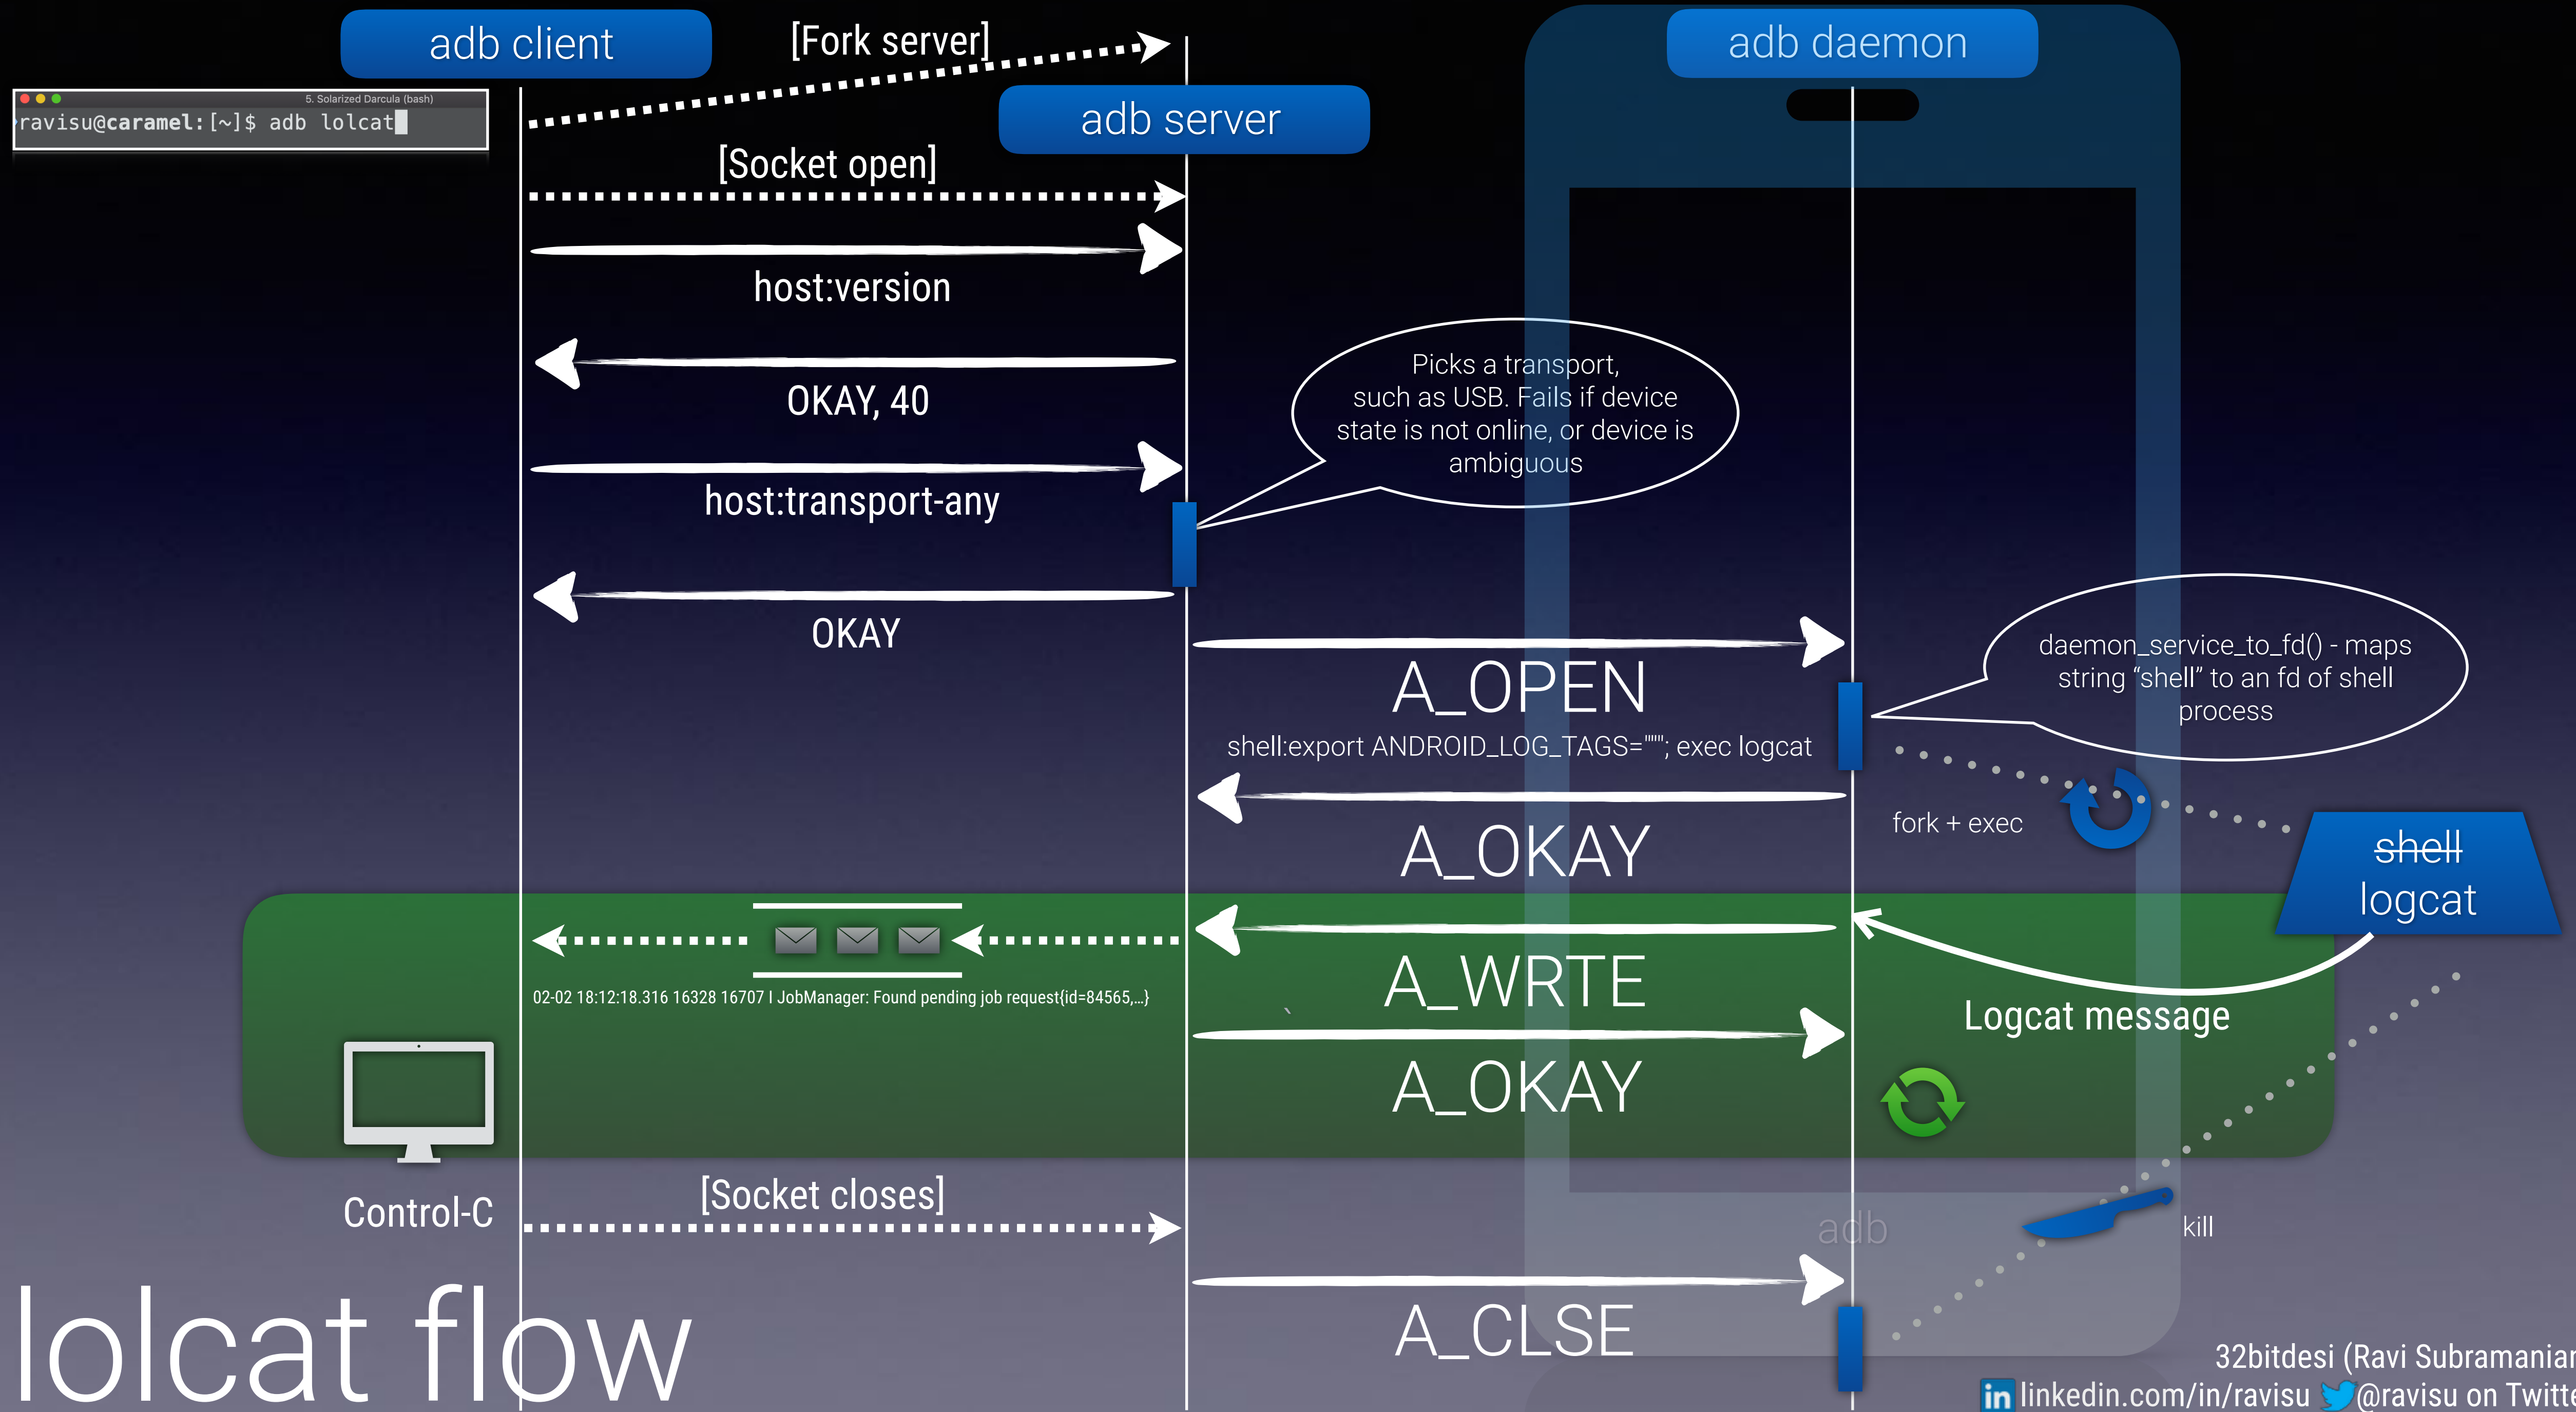 adb client
[Fork server]
adb daemon
5. Solarized Darcula (bash)
ravisu@caramel:[~]$ adb lolcat
adb server
[Socket open]
host:version
OKAY, 40
Picks a transport,
such as USB. Fails if device
state is not online, or device is
ambiguous
host:transport-any
OKAY
A_OPEN
shell:export ANDROID_LOG_TAGS="""; exec logcat
daemon_service_to_fd() - maps
string “shell” to an fd of shell
process
fork + exec
A_OKAY
shell
logcat
A_WRTE
02-02 18:12:18.316 16328 16707 I JobManager: Found pending job request{id=84565,...}
`
Logcat message
A_OKAY
Control-C
[Socket closes]
adb
kill
A_CLSE
lolcat flow
32bitdesi (Ravi Subramanian
in linkedin.com/in/ravisu @ravisu on Twitte